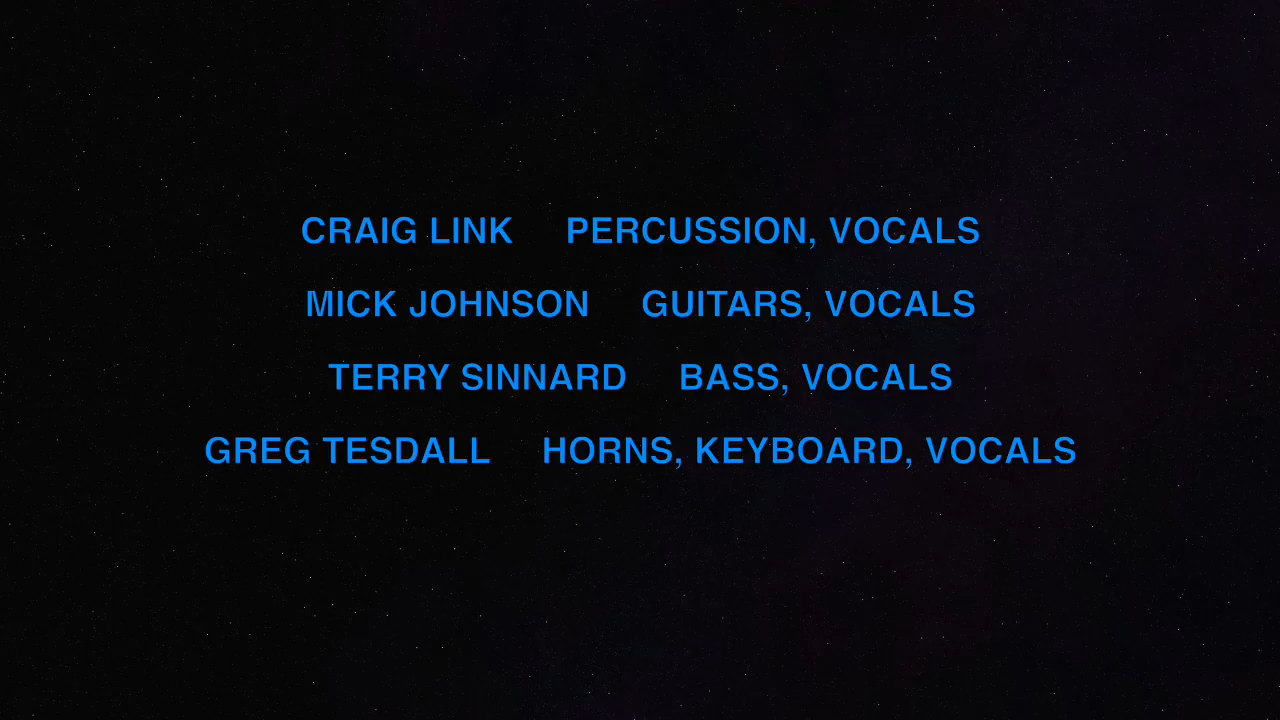 CRAIG LINK PERCUSSION, VOCALS
MICK JOHNSON GUITARS, VOCALS
TERRY SINNARD BASS, VOCALS
GREG TESDALL HORNS, KEYBOARD, VOCALS